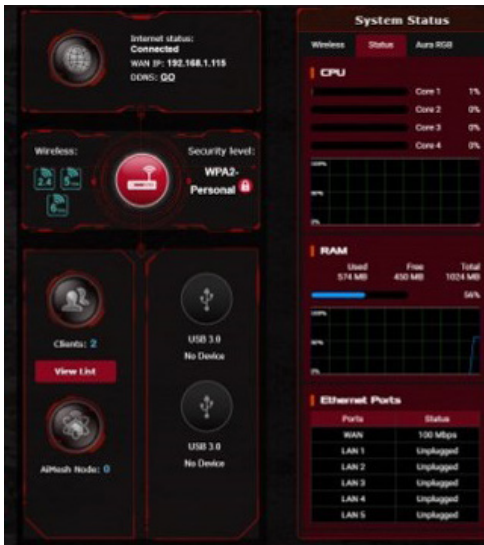 Internet status:
Connected
WAN IP: 192.168.1.115
DDNS: GO
Wireless:
2.4
5
6
Security level:
WPA2-
Personal
Clients: 2
View List
AiMesh Node: 0
USB 3.0
No Device
USB 3.0
No Device
System Status
Wireless Status Aura RGB
CPU
Core 1 1%
Core 2 0%
Core 3 0%
Core 4 0%
100%
0%
RAM
Used Free Total
574 MB 450 MB 1024 MB
56%
100%
0%
Ethernet Ports
Ports Status
WAN 100 Mbps
LAN 1 Unplugged
LAN 2 Unplugged
LAN 3 Unplugged
LAN 4 Unplugged
LAN 5 Unplugged